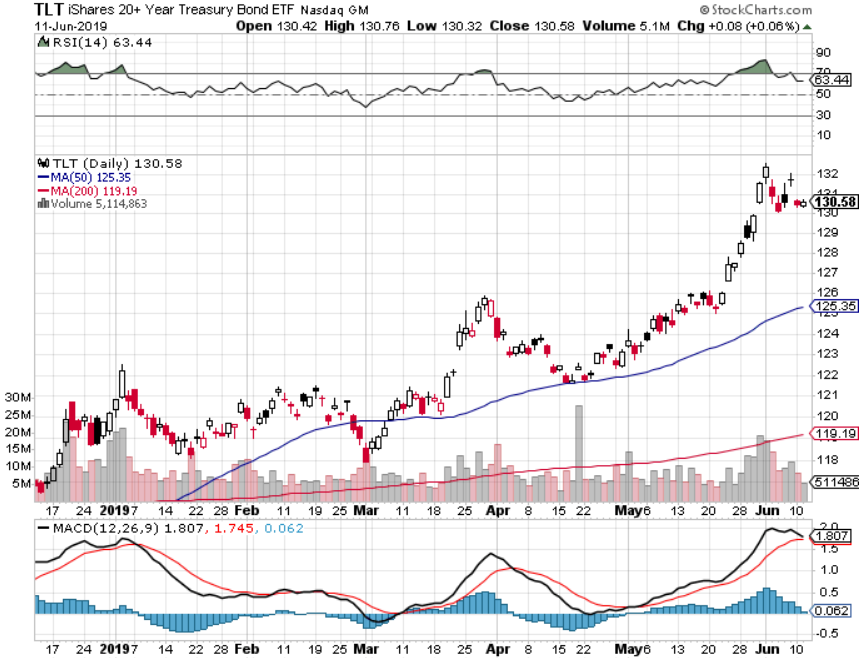 TLT iShares 20+ Year Treasury Bond ETF Nasdaq GM © StockCharts.com
11-Jun-2019 Open 130.42 High 130.76 Low 130.32 Close 130.58 Volume 5.1M Chg +0.08 (+0.06%)
RSI(14) 63.44
90
70
63.44
50
30
10
TLT (Daily) 130.58
MA(50) 125.35
MA(200) 119.19
Volume 5,114,863
132
131
130.58
130
129
128
127
126
125.35
124
123
122
121
30M 120
25M
20M 119.19
15M
10M 118
5M 511486
17 24 2019 7 14 22 28 Feb 11 19 25 Mar 11 18 25 Apr 8 15 22 May 6 13 20 28 Jun 10
MACD(12,26,9) 1.807, 1.745, 0.062
2.0
1.807
1.5
1.0
0.5
0.062
-0.5
17 24 2019 7 14 22 28 Feb 11 19 25 Mar 11 18 25 Apr 8 15 22 May 6 13 20 28 Jun 10